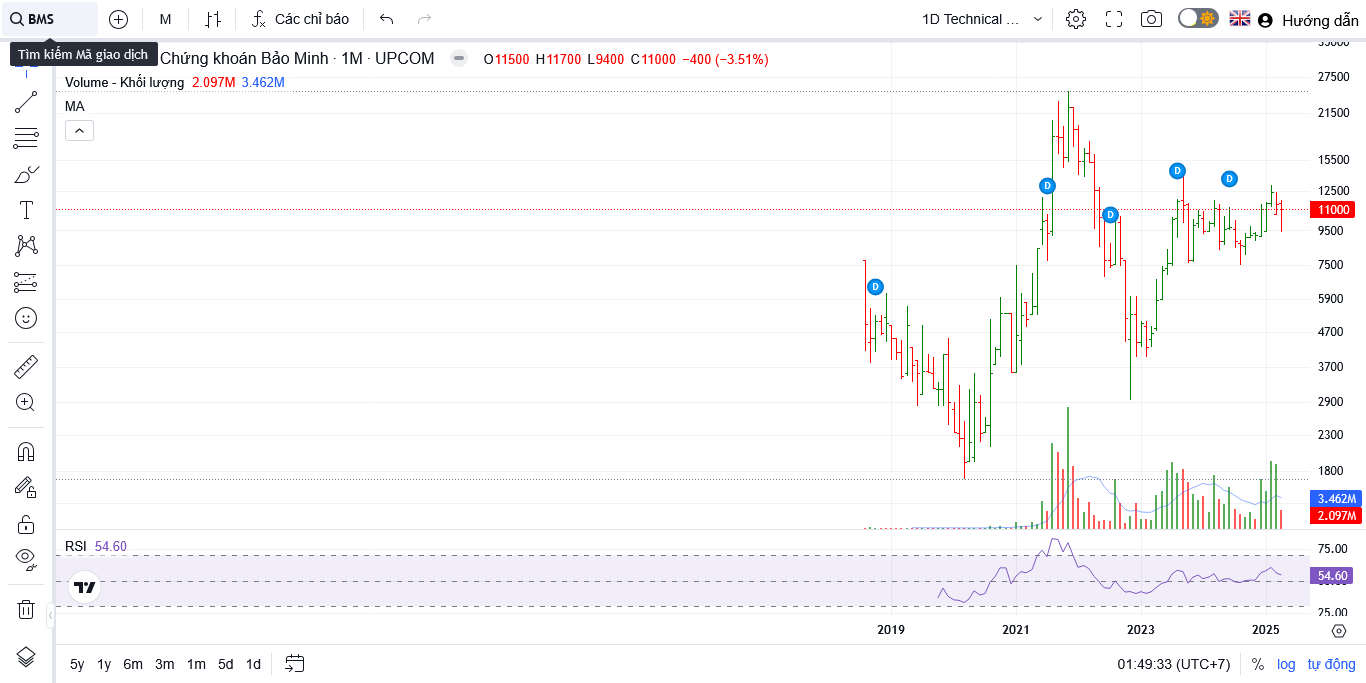 BMS
M
Các chỉ báo
1D Technical ...
Hướng dẫn
Tìm kiếm Mã giao dịch
Chứng khoán Bảo Minh · 1M · UPCOM
O11500 H11700 L9400 C11000 −400 (−3.51%)
Volume - Khối lượng 2.097M 3.462M
MA
33000
27500
21500
15500
12500
11000
9500
7500
5900
4700
3700
2900
2300
1800
3.462M
2.097M
D
D
D
D
D
RSI 54.60
75.00
54.60
25.00
2019 2021 2023 2025
5y 1y 6m 3m 1m 5d 1d
01:49:33 (UTC+7) % log tự động